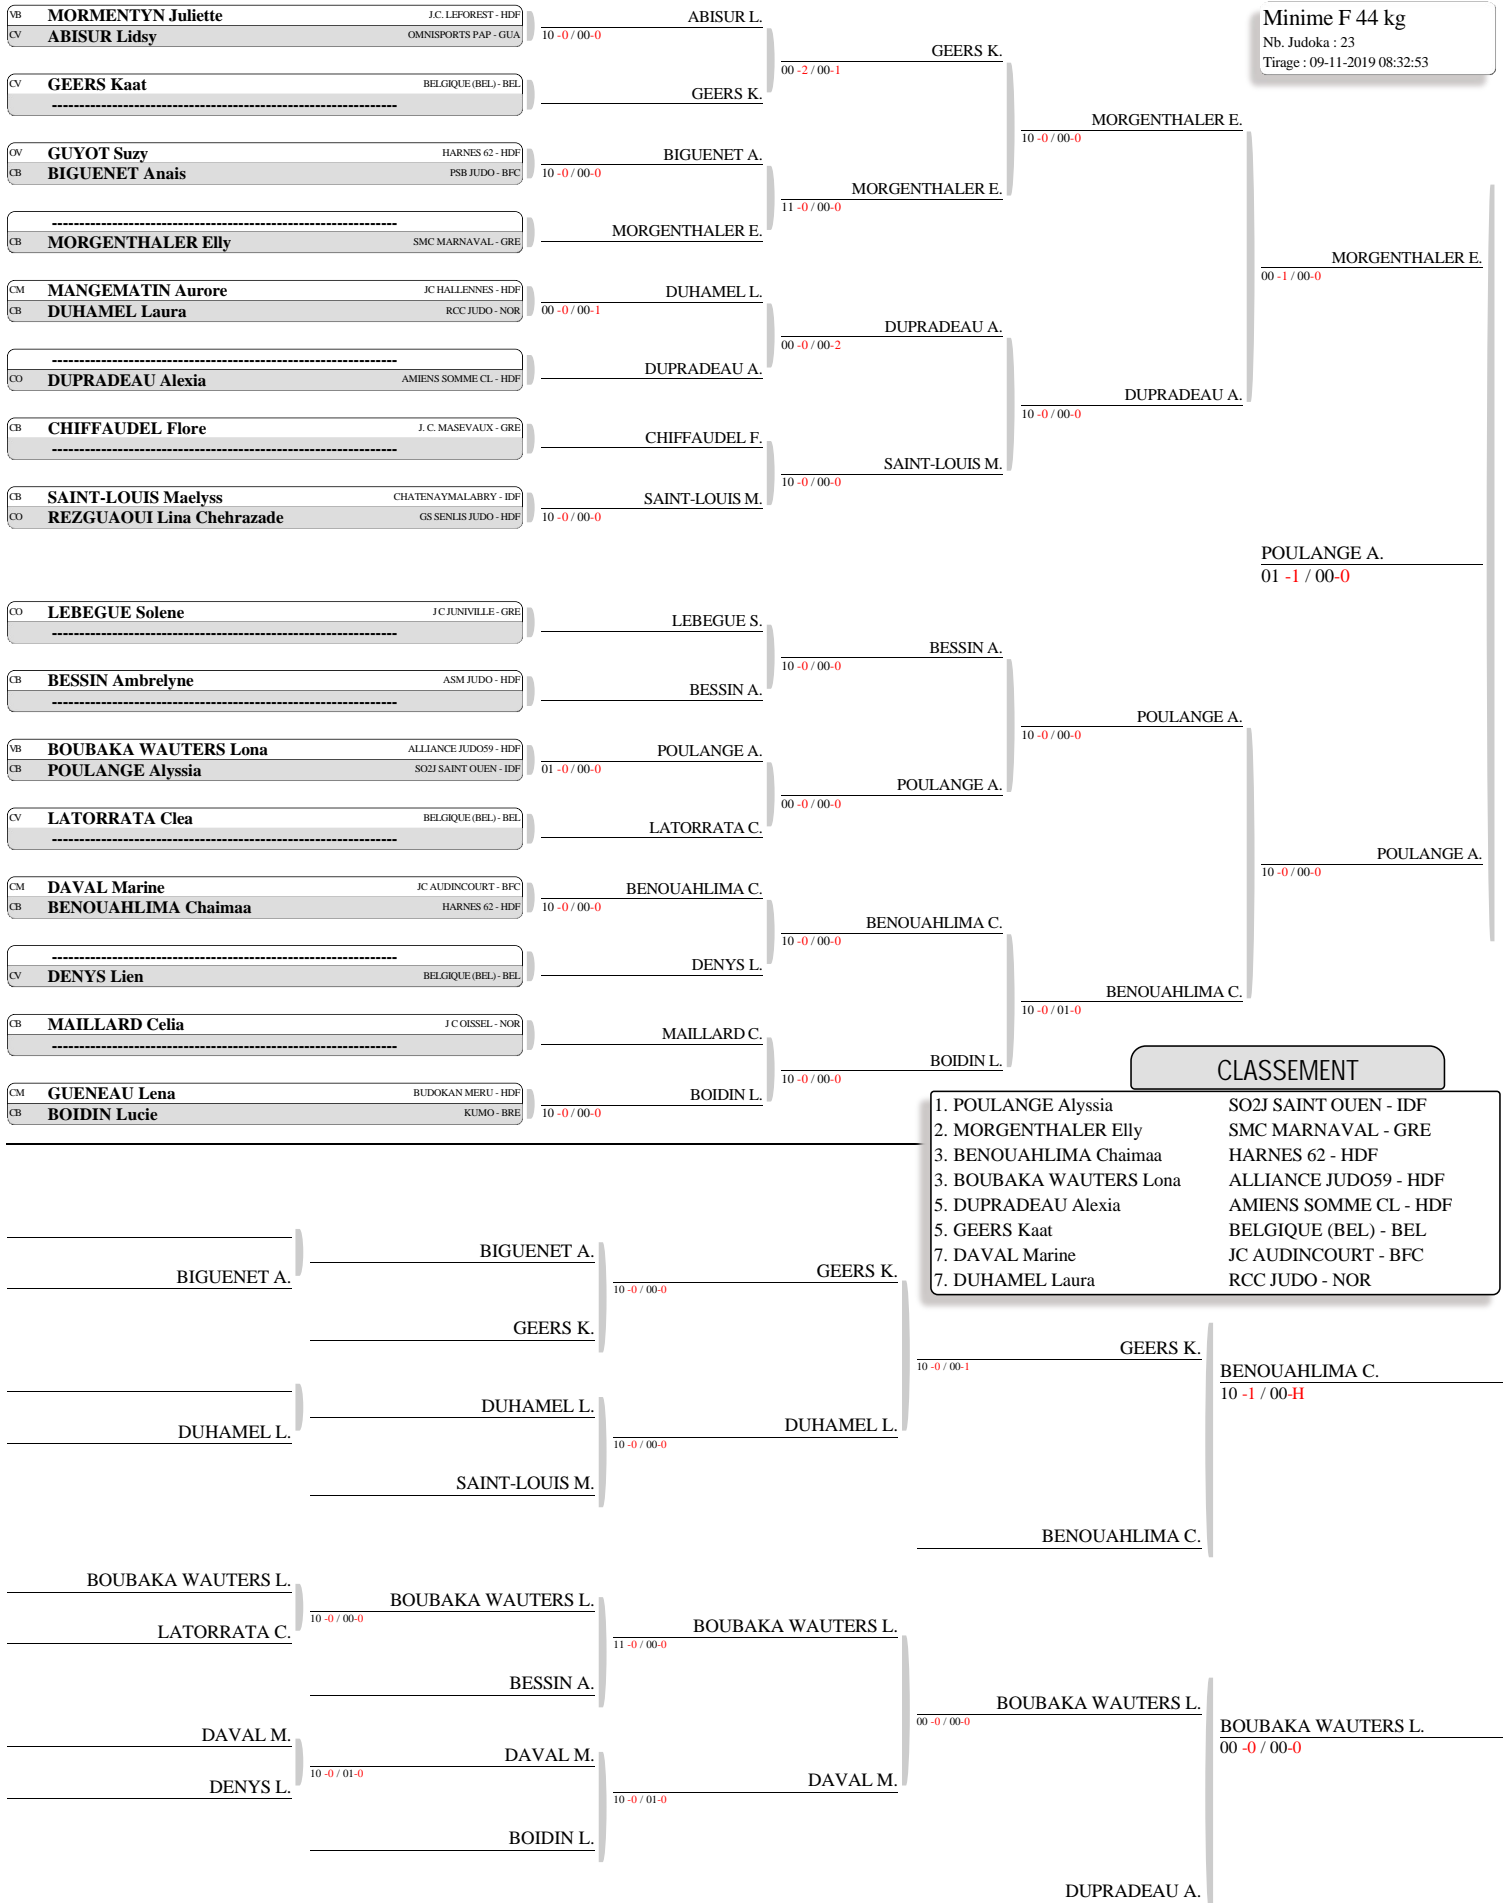 Minime F 44 kg
Nb. Judoka : 23
Tirage : 09-11-2019 08:32:53
VB MORMENTYN Juliette J.C. LEFOREST - HDF
CV ABISUR Lidsy OMNISPORTS PAP - GUA
CV GEERS Kaat BELGIQUE (BEL) - BEL
----------------------------------------------------------------
OV GUYOT Suzy HARNES 62 - HDF
CB BIGUENET Anais PSB JUDO - BFC
----------------------------------------------------------------
CB MORGENTHALER Elly SMC MARNAVAL - GRE
CM MANGEMATIN Aurore JC HALLENNES - HDF
CB DUHAMEL Laura RCC JUDO - NOR
----------------------------------------------------------------
CO DUPRADEAU Alexia AMIENS SOMME CL - HDF
CB CHIFFAUDEL Flore J. C. MASEVAUX - GRE
----------------------------------------------------------------
CB SAINT-LOUIS Maelyss CHATENAYMALABRY - IDF
CO REZGUAOUI Lina Chehrazade GS SENLIS JUDO - HDF
CO LEBEGUE Solene J C JUNIVILLE - GRE
----------------------------------------------------------------
CB BESSIN Ambrelyne ASM JUDO - HDF
----------------------------------------------------------------
VB BOUBAKA WAUTERS Lona ALLIANCE JUDO59 - HDF
CB POULANGE Alyssia SO2J SAINT OUEN - IDF
CV LATORRATA Clea BELGIQUE (BEL) - BEL
----------------------------------------------------------------
CM DAVAL Marine JC AUDINCOURT - BFC
CB BENOUAHLIMA Chaimaa HARNES 62 - HDF
----------------------------------------------------------------
CV DENYS Lien BELGIQUE (BEL) - BEL
CB MAILLARD Celia J C OISSEL - NOR
----------------------------------------------------------------
CM GUENEAU Lena BUDOKAN MERU - HDF
CB BOIDIN Lucie KUMO - BRE
ABISUR L.
10 -0 / 00-0
GEERS K.
BIGUENET A.
10 -0 / 00-0
MORGENTHALER E.
DUHAMEL L.
00 -0 / 00-1
DUPRADEAU A.
CHIFFAUDEL F.
SAINT-LOUIS M.
10 -0 / 00-0
LEBEGUE S.
BESSIN A.
POULANGE A.
01 -0 / 00-0
LATORRATA C.
BENOUAHLIMA C.
10 -0 / 00-0
DENYS L.
MAILLARD C.
BOIDIN L.
10 -0 / 00-0
GEERS K.
00 -2 / 00-1
MORGENTHALER E.
11 -0 / 00-0
DUPRADEAU A.
00 -0 / 00-2
SAINT-LOUIS M.
10 -0 / 00-0
BESSIN A.
10 -0 / 00-0
POULANGE A.
00 -0 / 00-0
BENOUAHLIMA C.
10 -0 / 00-0
BOIDIN L.
10 -0 / 00-0
MORGENTHALER E.
10 -0 / 00-0
DUPRADEAU A.
10 -0 / 00-0
POULANGE A.
10 -0 / 00-0
BENOUAHLIMA C.
10 -0 / 01-0
MORGENTHALER E.
00 -1 / 00-0
POULANGE A.
10 -0 / 00-0
POULANGE A.
01 -1 / 00-0
CLASSEMENT
1. POULANGE Alyssia SO2J SAINT OUEN - IDF
2. MORGENTHALER Elly SMC MARNAVAL - GRE
3. BENOUAHLIMA Chaimaa HARNES 62 - HDF
3. BOUBAKA WAUTERS Lona ALLIANCE JUDO59 - HDF
5. DUPRADEAU Alexia AMIENS SOMME CL - HDF
5. GEERS Kaat BELGIQUE (BEL) - BEL
7. DAVAL Marine JC AUDINCOURT - BFC
7. DUHAMEL Laura RCC JUDO - NOR
BIGUENET A.
DUHAMEL L.
BOUBAKA WAUTERS L.
LATORRATA C.
DAVAL M.
DENYS L.
BIGUENET A.
GEERS K.
DUHAMEL L.
SAINT-LOUIS M.
BOUBAKA WAUTERS L.
10 -0 / 00-0
BESSIN A.
DAVAL M.
10 -0 / 01-0
BOIDIN L.
GEERS K.
10 -0 / 00-0
DUHAMEL L.
10 -0 / 00-0
BOUBAKA WAUTERS L.
11 -0 / 00-0
DAVAL M.
10 -0 / 01-0
GEERS K.
10 -0 / 00-1
BENOUAHLIMA C.
BOUBAKA WAUTERS L.
00 -0 / 00-0
DUPRADEAU A.
BENOUAHLIMA C.
10 -1 / 00-H
BOUBAKA WAUTERS L.
00 -0 / 00-0